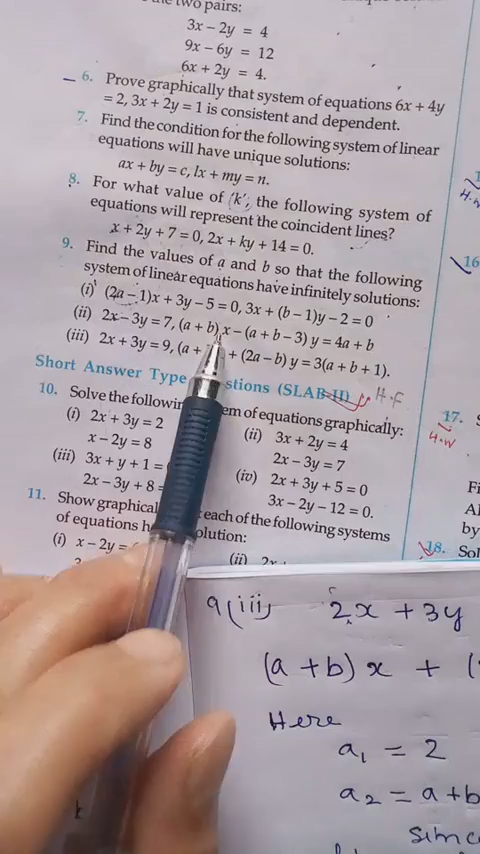 the two pairs:
3x − 2y = 4
9x − 6y = 12
6x + 2y = 4.
6. Prove graphically that system of equations 6x + 4y
= 2, 3x + 2y = 1 is consistent and dependent.
7. Find the condition for the following system of linear
equations will have unique solutions:
ax + by = c, lx + my = n.
8. For what value of 'k', the following system of
equations will represent the coincident lines?
x + 2y + 7 = 0, 2x + ky + 14 = 0.
9. Find the values of a and b so that the following
system of linear equations have infinitely solutions:
(i) (2a − 1)x + 3y − 5 = 0, 3x + (b − 1)y − 2 = 0
(ii) 2x − 3y = 7, (a + b) x − (a + b − 3) y = 4a + b
(iii) 2x + 3y = 9, (a + + (2a − b) y = 3(a + b + 1).
Short Answer Type stions (SLAB-II) H.F
10. Solve the followin em of equations graphically:
(i) 2x + 3y = 2
x − 2y = 8
(ii) 3x + 2y = 4
2x − 3y = 7
(iii) 3x + y + 1 =
2x − 3y + 8 =
(iv) 2x + 3y + 5 = 0
3x − 2y − 12 = 0.
11. Show graphical each of the following systems
of equations h olution:
(i) x − 2y =
(ii) 2x
H.W
16
17. S
H.W
Fi
Al
by
18. Sol
9(iii) 2x + 3y
(a + b) x + (
Here
a₁ = 2
a₂ = a + b
since